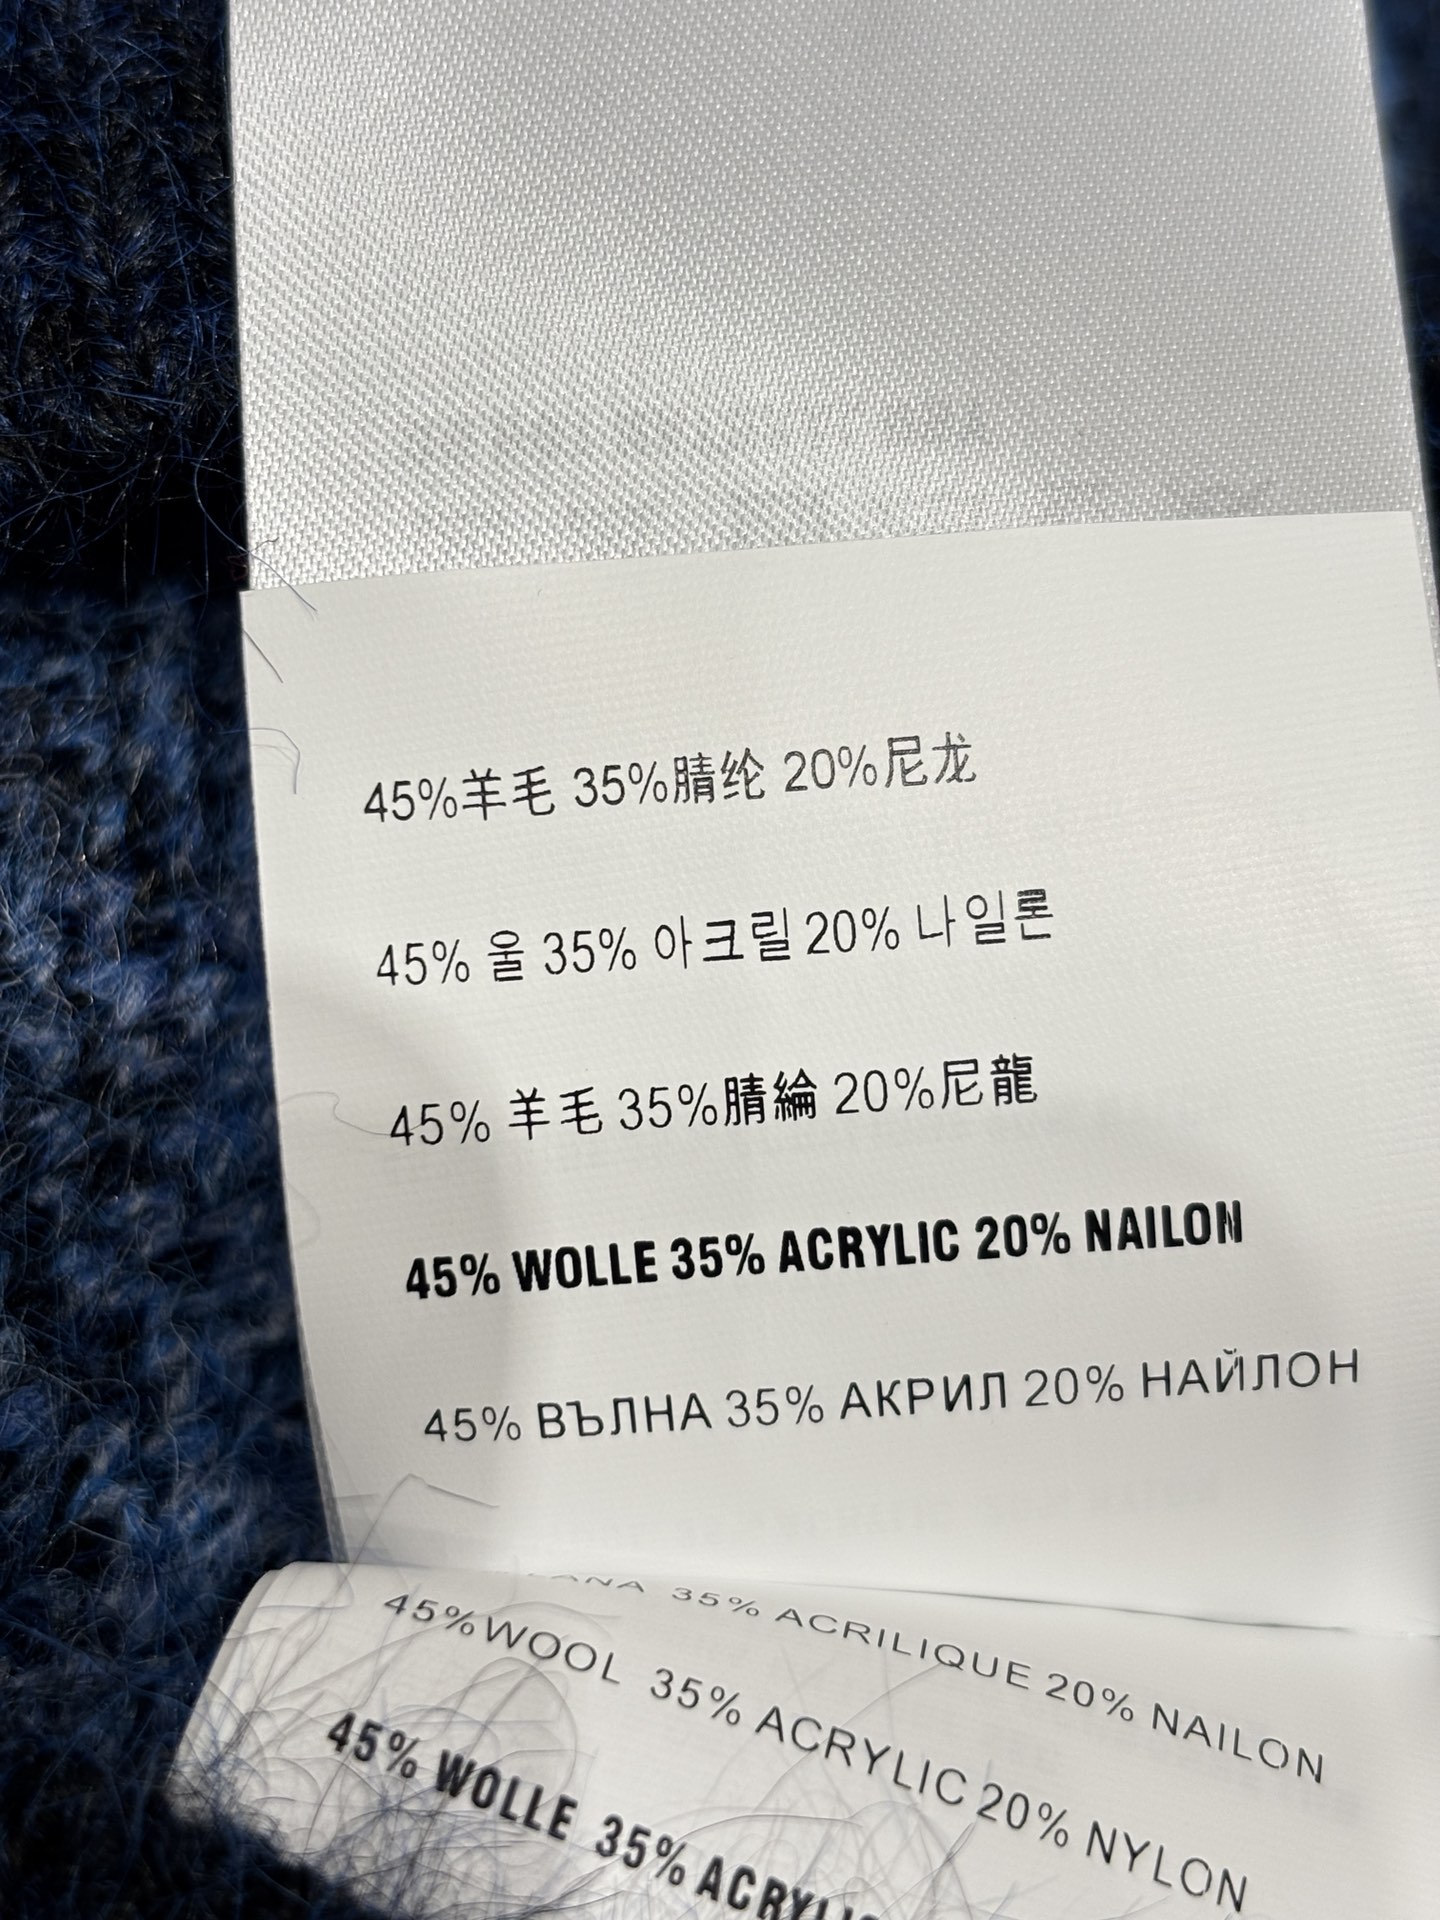 45%羊毛 35%腈纶 20%尼龙
45% 울 35% 아크릴 20% 나일론
45% 羊毛 35%腈綸 20%尼龍
45% WOLLE 35% ACRYLIC 20% NAILON
45% ВЪЛНА 35% АКРИЛ 20% НАЙЛОН
35% ACRILIQUE 20% NAILON
45%WOOL 35% ACRYLIC 20% NYLON
45% WOLLE 35%